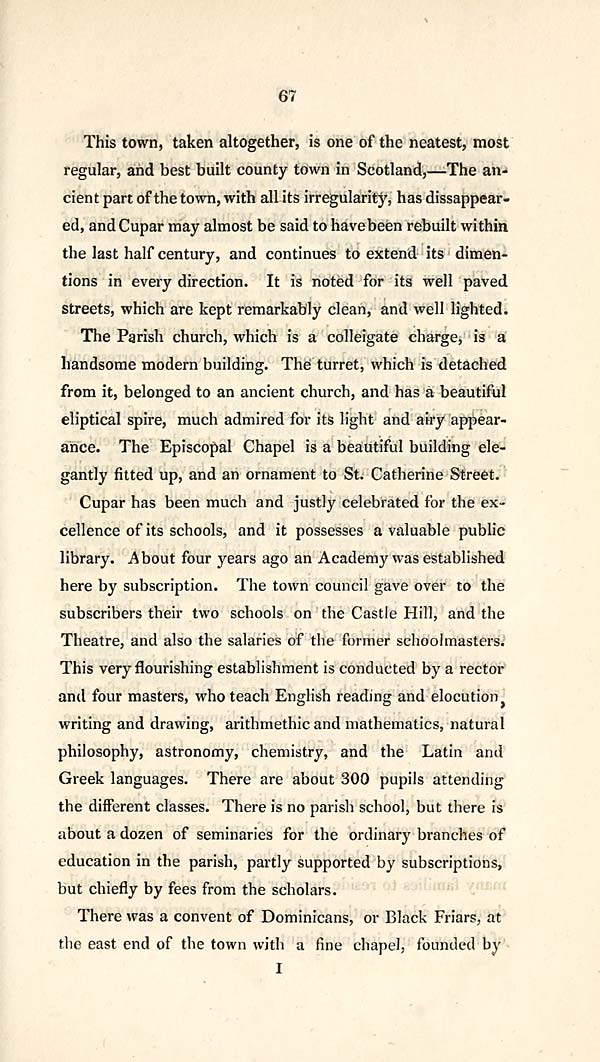 67
This town, taken altogether, is one of the neatest, most
regular, and best built county town in Scotland,—The an-
cient part of the town, with all its irregularity, has dissappear-
ed, and Cupar may almost be said to have been rebuilt within
the last half century, and continues to extend its dimen-
tions in every direction. It is noted for its well paved
streets, which are kept remarkably clean, and well lighted.
The Parish church, which is a colleigate charge, is a
handsome modern building. The turret, which is detached
from it, belonged to an ancient church, and has a beautiful
eliptical spire, much admired for its light and airy appear-
ance. The Episcopal Chapel is a beautiful building ele-
gantly fitted up, and an ornament to St. Catherine Street.
Cupar has been much and justly celebrated for the ex-
cellence of its schools, and it possesses a valuable public
library. About four years ago an Academy was established
here by subscription. The town council gave over to the
subscribers their two schools on the Castle Hill, and the
Theatre, and also the salaries of the former schoolmasters.
This very flourishing establishment is conducted by a rector
and four masters, who teach English reading and elocution,
writing and drawing, arithmethic and mathematics, natural
philosophy, astronomy, chemistry, and the Latin and
Greek languages. There are about 300 pupils attending
the different classes. There is no parish school, but there is
about a dozen of seminaries for the ordinary branches of
education in the parish, partly supported by subscriptions,
but chiefly by fees from the scholars.
There was a convent of Dominicans, or Black Friars, at
the east end of the town with a fine chapel, founded by
I